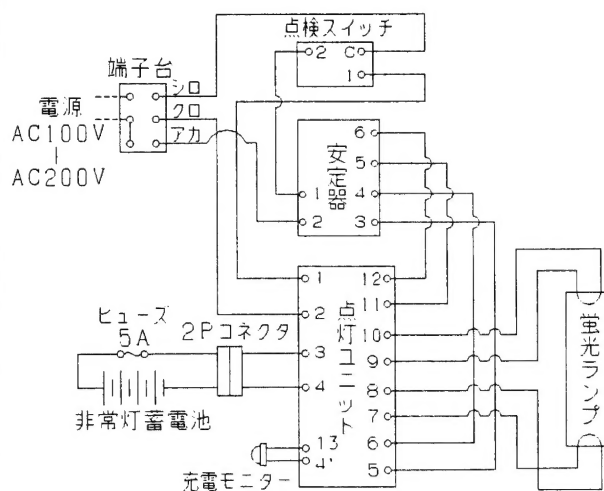 点検スイッチ
2 C
1
端子台
シロ
クロ
アカ
電源
AC100V
AC200V
安定器
6
5
4
3
1
2
点灯ユニット
1
2
3
4
13
4'
12
11
10
9
8
7
6
5
ヒューズ
5A
2Pコネクタ
非常灯蓄電池
充電モニター
蛍光ランプ